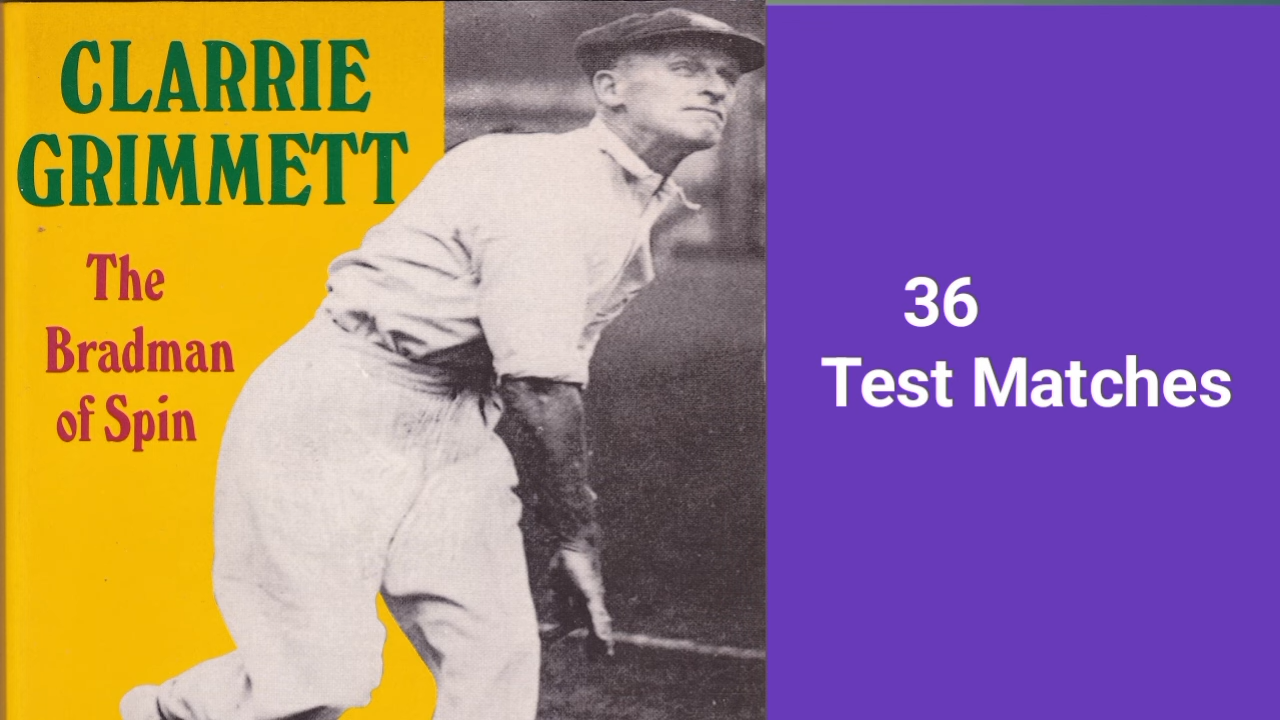 CLARRIE
GRIMMETT
The
Bradman
of Spin
36
Test Matches